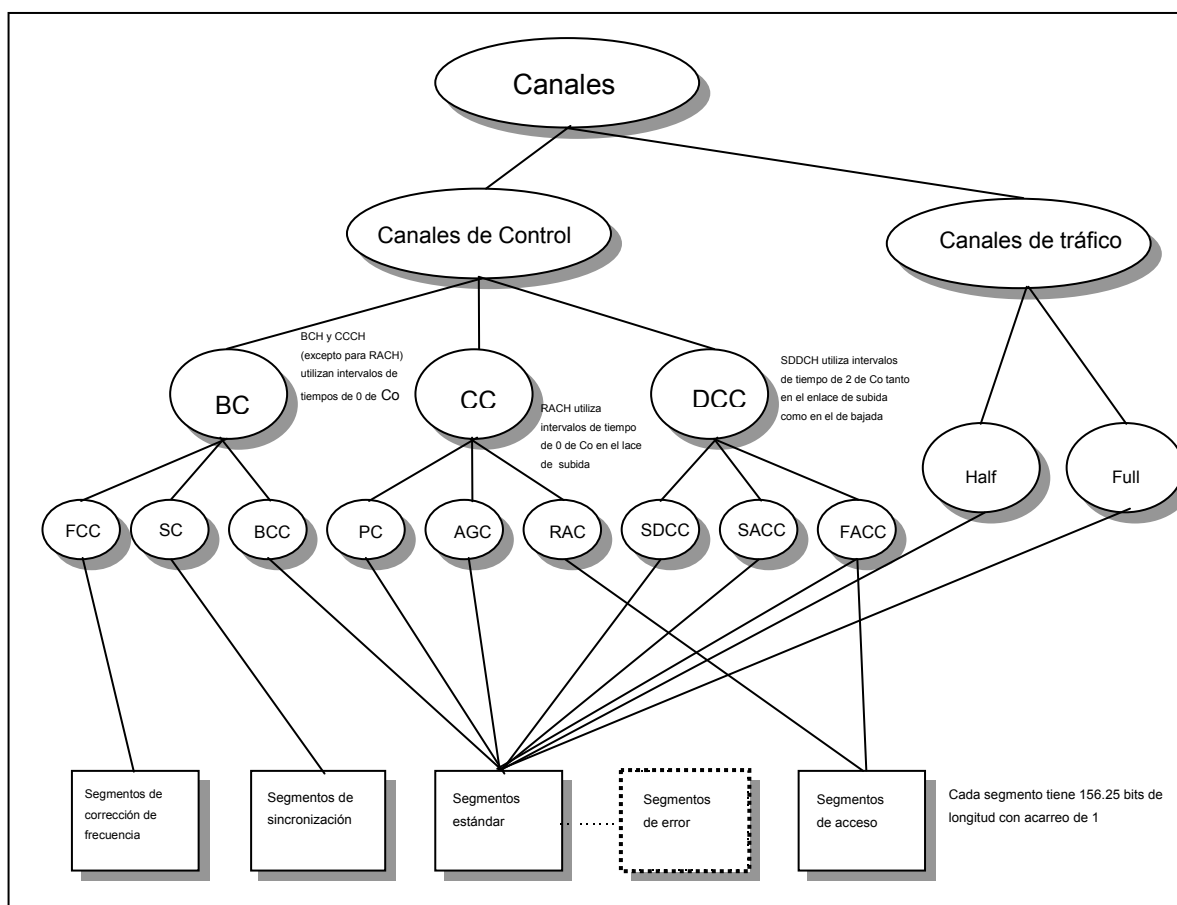 Canales
Canales de Control
Canales de tráfico
BCH y CCCH
(excepto para RACH)
utilizan intervalos de
tiempos de 0 de Co
SDDCH utiliza intervalos
de tiempo de 2 de Co tanto
en el enlace de subida
como en el de bajada
BC
CC
DCC
RACH utiliza
intervalos de tiempo
de 0 de Co en el lace
de subida
Half
Full
FCC
SC
BCC
PC
AGC
RAC
SDCC
SACC
FACC
Segmentos de
corrección de
frecuencia
Segmentos de
sincronización
Segmentos
estándar
Segmentos
de error
Segmentos
de acceso
Cada segmento tiene 156.25 bits de
longitud con acarreo de 1